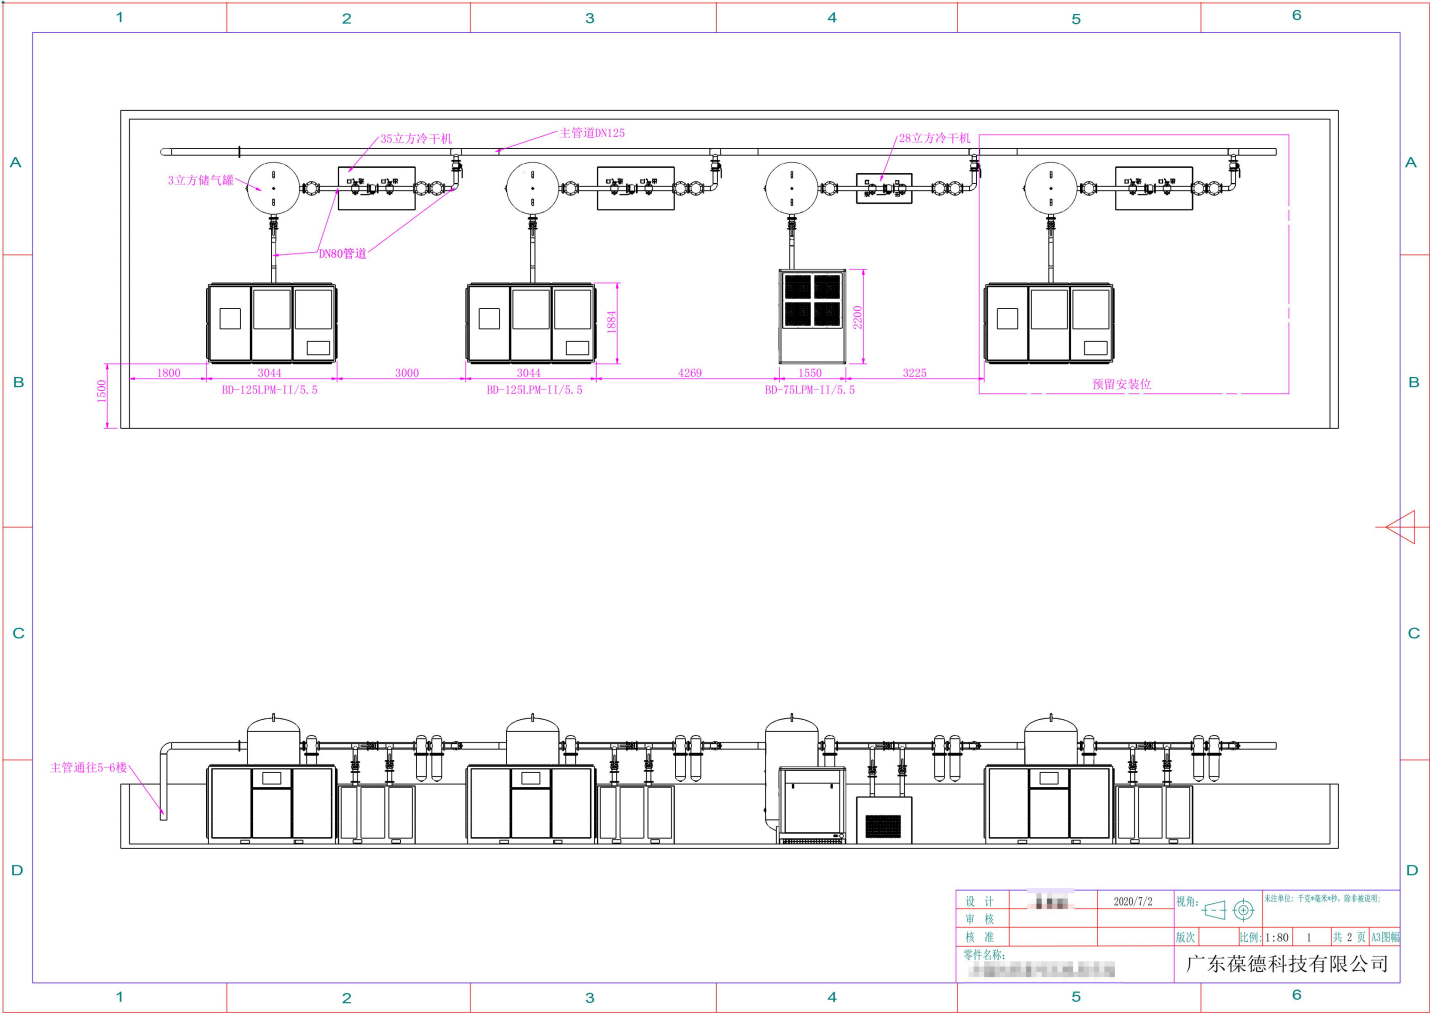 1 2 3 4 5 6
A A
35立方冷干机 主管道DN125 28立方冷干机
3立方储气罐
DN80管道
1884 2200
1800 3044 3000 3044 4269 1550 3225
1500
B B
BD-125LPM-II/5.5 BD-125LPM-II/5.5 BD-75LPM-II/5.5 预留安装位
C C
主管通往5-6楼
D D
设 计 2020/7/2 视角: 未注单位: 千克*毫米*秒, 除非被说明:
审 核
核 准 版次 比例: 1:80 1 共 2 页 A3图幅
零件名称:
广东葆德科技有限公司
1 2 3 4 5 6